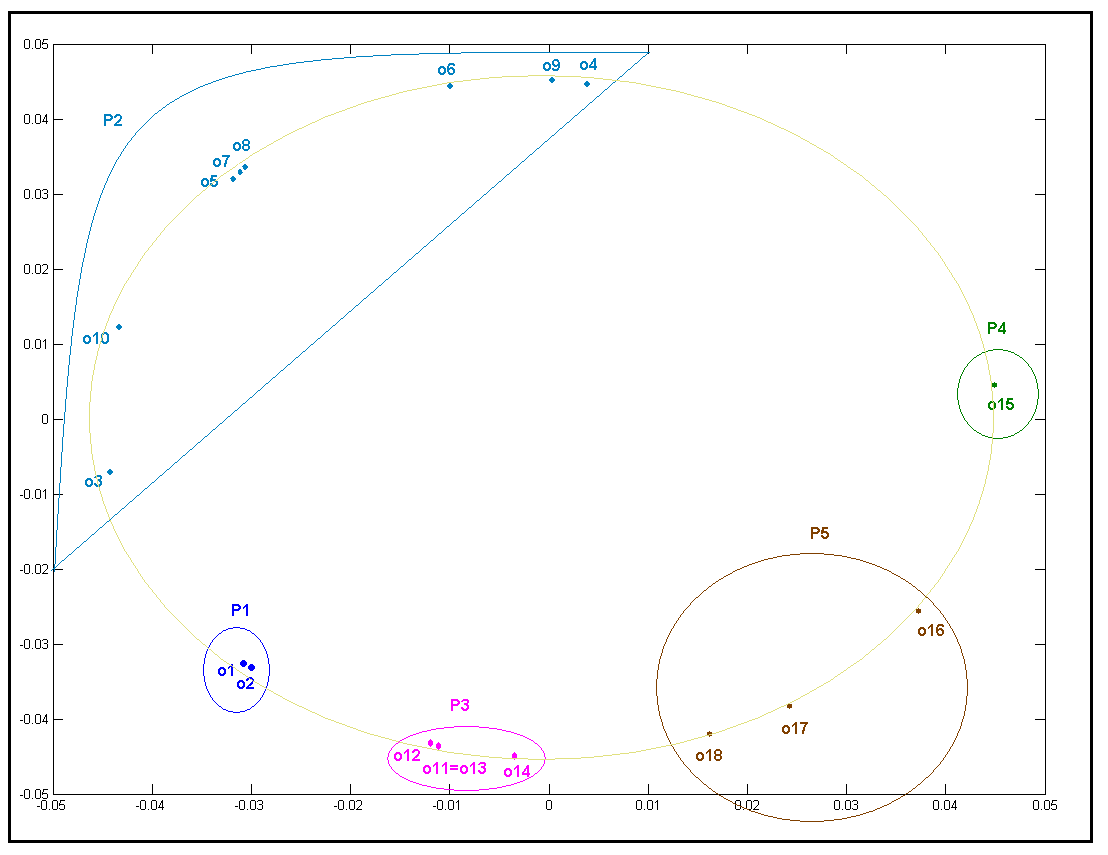 0.05
o6
o9
o4
0.04
P2
o8
o7
0.03
o5
0.02
0.01
o10
P4
0
o15
o3
-0.01
P5
-0.02
P1
o16
-0.03
o1
o2
P3
-0.04
o17
o12
o18
o11=o13
o14
-0.05
-0.05 -0.04 -0.03 -0.02 -0.01 0 0.01 0.02 0.03 0.04 0.05